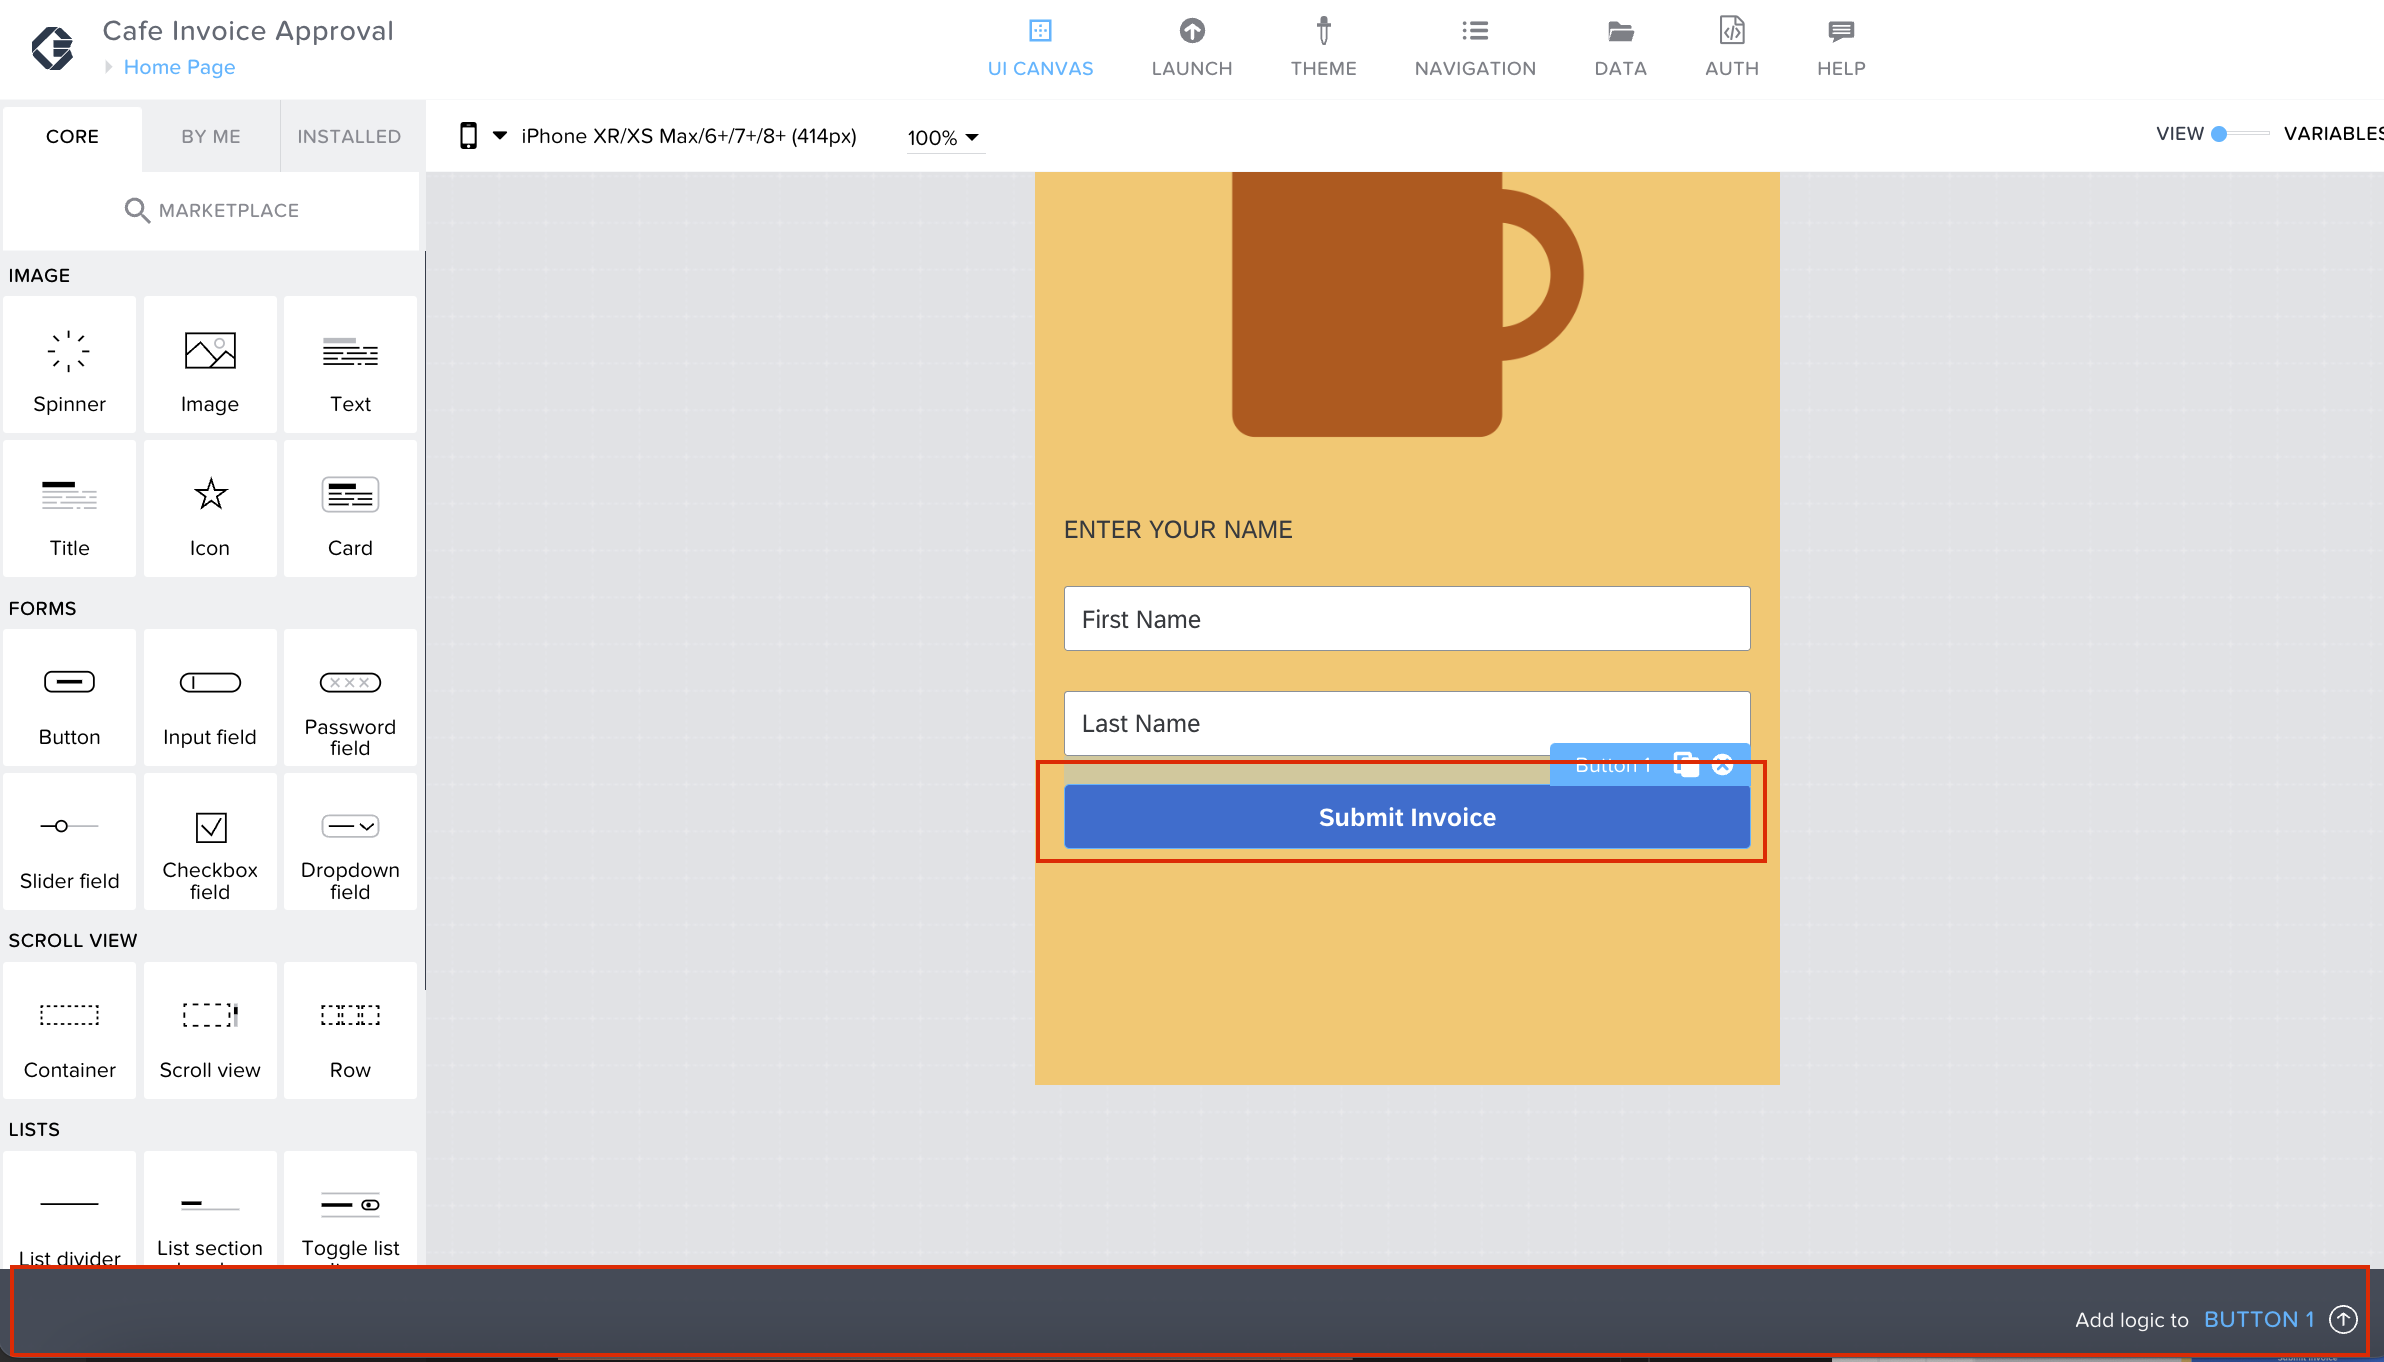 Cafe Invoice Approval
Home Page
UI CANVAS
LAUNCH
THEME
NAVIGATION
DATA
AUTH
HELP
CORE
BY ME
INSTALLED
iPhone XR/XS Max/6+/7+/8+ (414px)
100%
VIEW
VARIABLES
MARKETPLACE
IMAGE
Spinner
Image
Text
Title
Icon
Card
FORMS
Button
Input field
Password
field
Slider field
Checkbox
field
Dropdown
field
SCROLL VIEW
Container
Scroll view
Row
LISTS
List divider
List section
Toggle list
ENTER YOUR NAME
First Name
Last Name
Button 1
Submit Invoice
Add logic to BUTTON 1